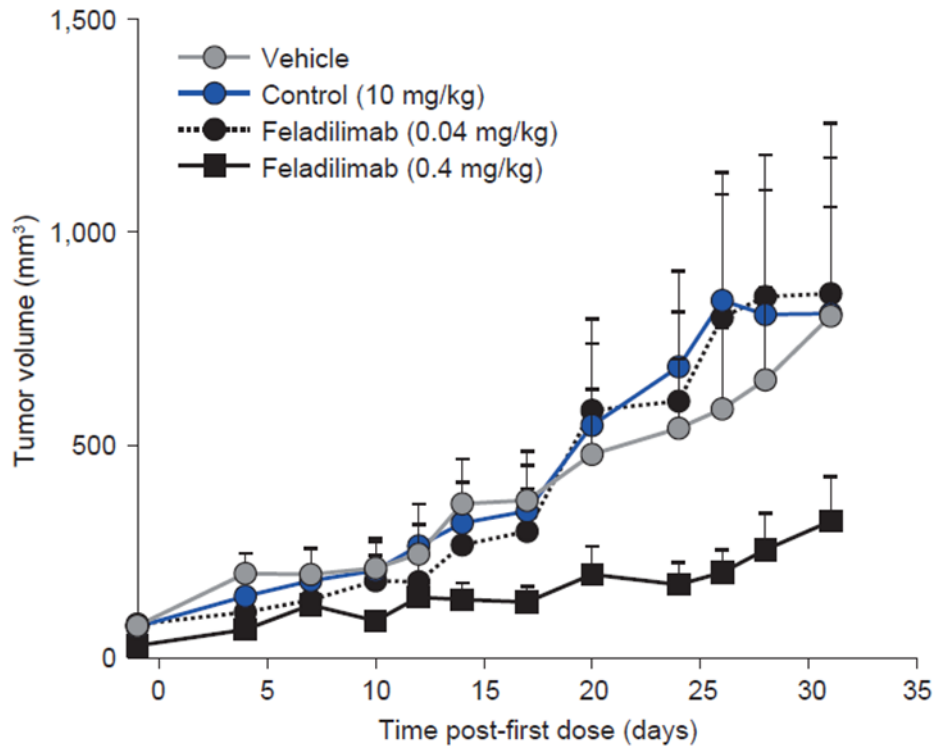 1,500
Vehicle
Control (10 mg/kg)
Feladilimab (0.04 mg/kg)
Feladilimab (0.4 mg/kg)
1,000
Tumor volume (mm³)
500
0
0 5 10 15 20 25 30 35
Time post-first dose (days)